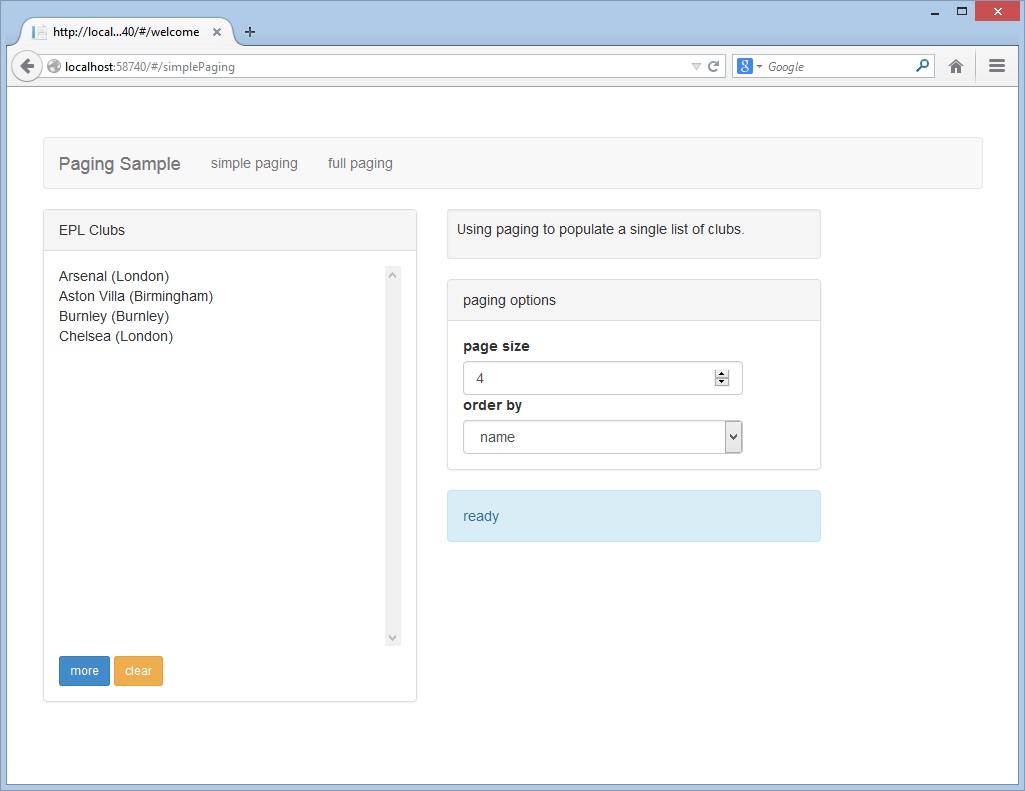 http://local...40/#/welcome
localhost:58740/#/simplePaging
Google
Paging Sample simple paging full paging
EPL Clubs
Arsenal (London)
Aston Villa (Birmingham)
Burnley (Burnley)
Chelsea (London)
more clear
Using paging to populate a single list of clubs.
paging options
page size
4
order by
name
ready